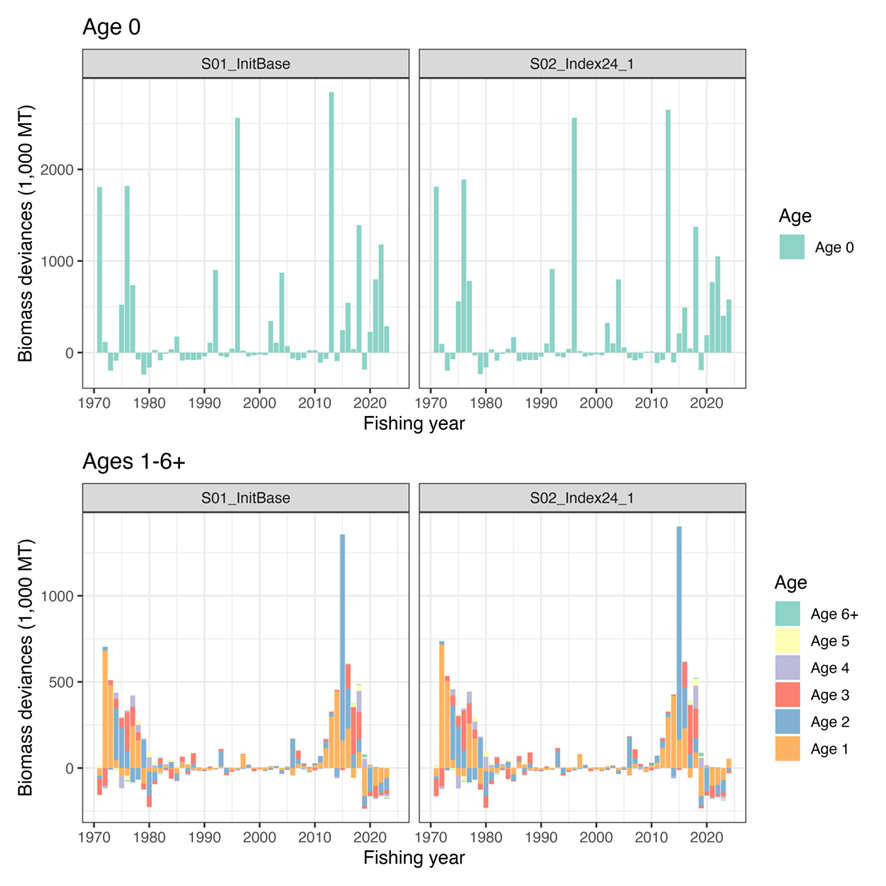 Age 0
S01_InitBase
S02_Index24_1
Biomass deviances (1,000 MT)
2000
1000
0
1970 1980 1990 2000 2010 2020
1970 1980 1990 2000 2010 2020
Fishing year
Age
Age 0
Ages 1-6+
S01_InitBase
S02_Index24_1
Biomass deviances (1,000 MT)
1000
500
0
1970 1980 1990 2000 2010 2020
1970 1980 1990 2000 2010 2020
Fishing year
Age
Age 6+
Age 5
Age 4
Age 3
Age 2
Age 1